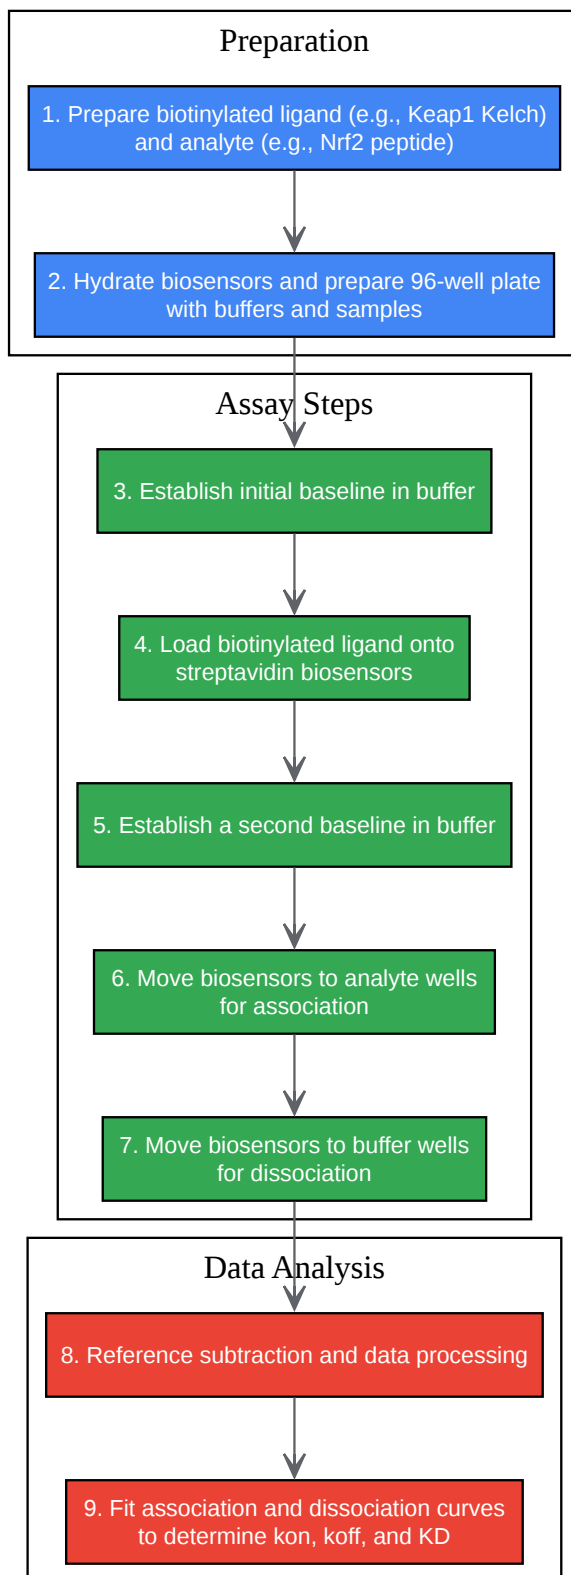 Preparation
1. Prepare biotinylated ligand (e.g., Keap1 Kelch)
and analyte (e.g., Nrf2 peptide)
2. Hydrate biosensors and prepare 96-well plate
with buffers and samples
Assay Steps
3. Establish initial baseline in buffer
4. Load biotinylated ligand onto
streptavidin biosensors
5. Establish a second baseline in buffer
6. Move biosensors to analyte wells
for association
7. Move biosensors to buffer wells
for dissociation
Data Analysis
8. Reference subtraction and data processing
9. Fit association and dissociation curves
to determine kon, koff, and KD